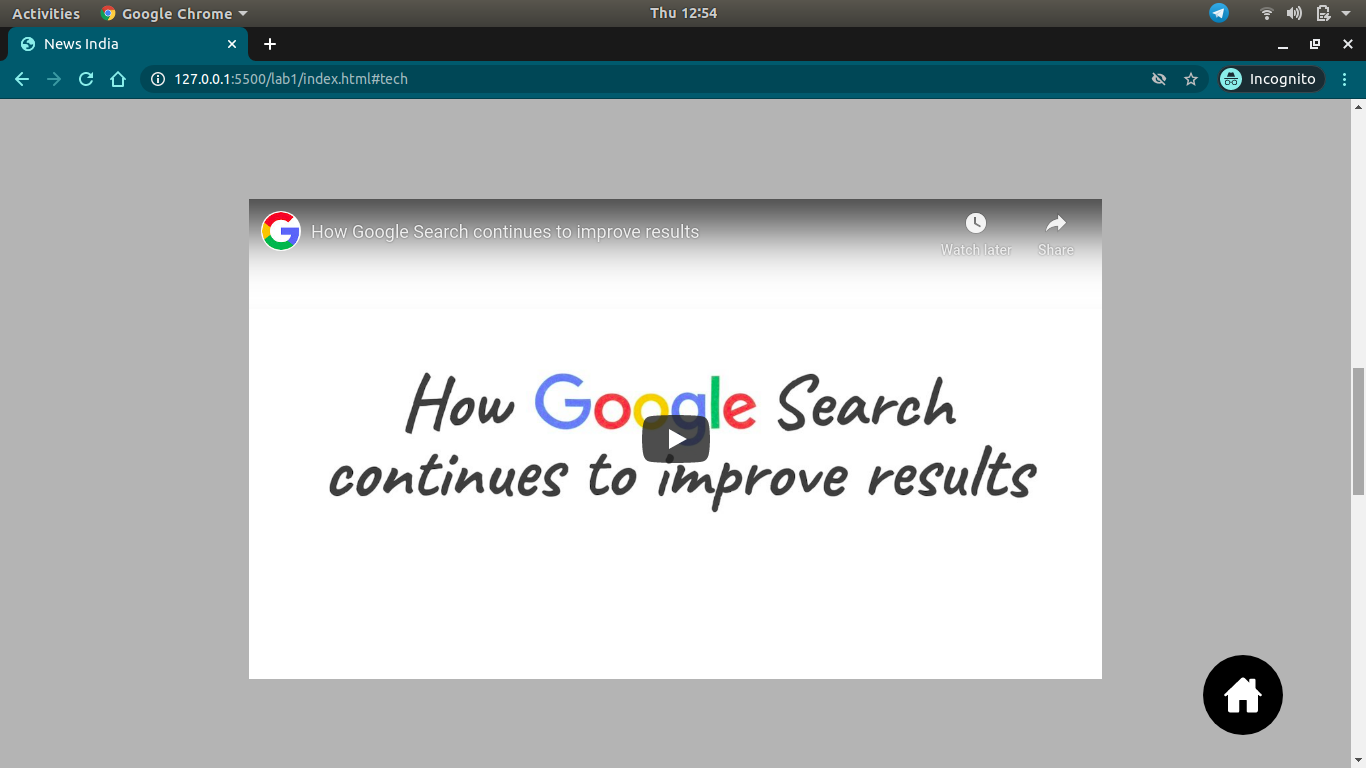 Activities
Google Chrome
Thu 12:54
News India
127.0.0.1:5500/lab1/index.html#tech
Incognito
How Google Search continues to improve results
Watch later
Share
How Google Search
continues to improve results